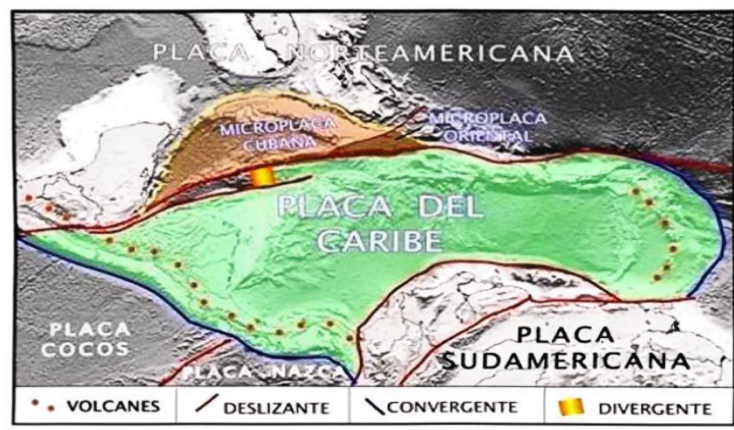 PLACA NORTEAMERICANA
MICROPLACA
CUBANA
MICROPLACA
ORIENTAL
PLACA DEL
CARIBE
PLACA
COCOS
PLACA NAZCA
PLACA
SUDAMERICANA
VOLCANES
DESLIZANTE
CONVERGENTE
DIVERGENTE